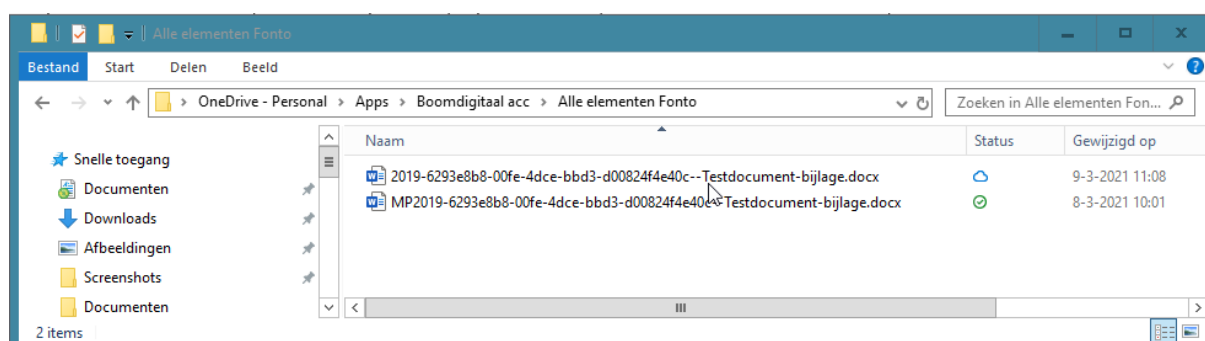 Alle elementen Fonto
Bestand Start Delen Beeld
OneDrive - Personal > Apps > Boomdigitaal acc > Alle elementen Fonto
Zoeken in Alle elementen Fon...
Naam Status Gewijzigd op
Snelle toegang
Documenten
Downloads
Afbeeldingen
Screenshots
Documenten
2019-6293e8b8-00fe-4dce-bbd3-d00824f4e40c--Testdocument-bijlage.docx 9-3-2021 11:08
MP2019-6293e8b8-00fe-4dce-bbd3-d00824f4e40c--Testdocument-bijlage.docx 8-3-2021 10:01
2 items